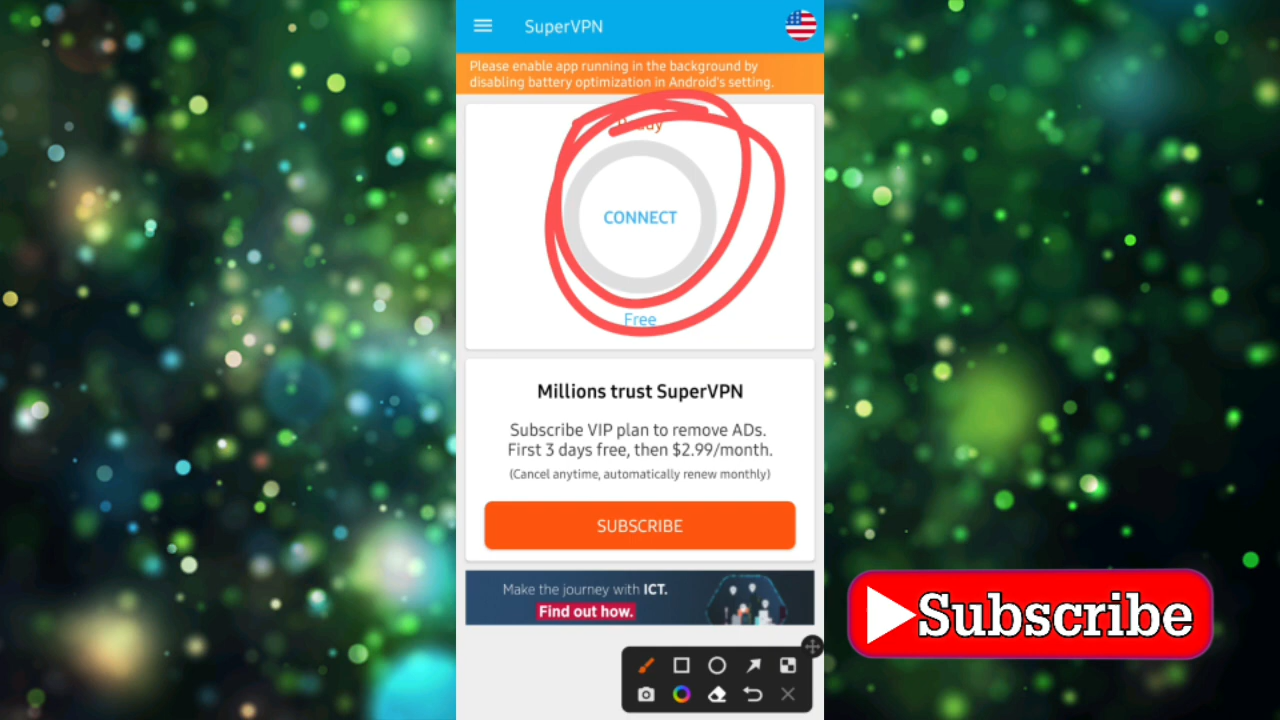 SuperVPN
Please enable app running in the background by
disabling battery optimization in Android's setting.
CONNECT
Free
Millions trust SuperVPN
Subscribe VIP plan to remove ADs.
First 3 days free, then $2.99/month.
(Cancel anytime, automatically renew monthly)
SUBSCRIBE
Make the journey with ICT.
Find out how.
Subscribe